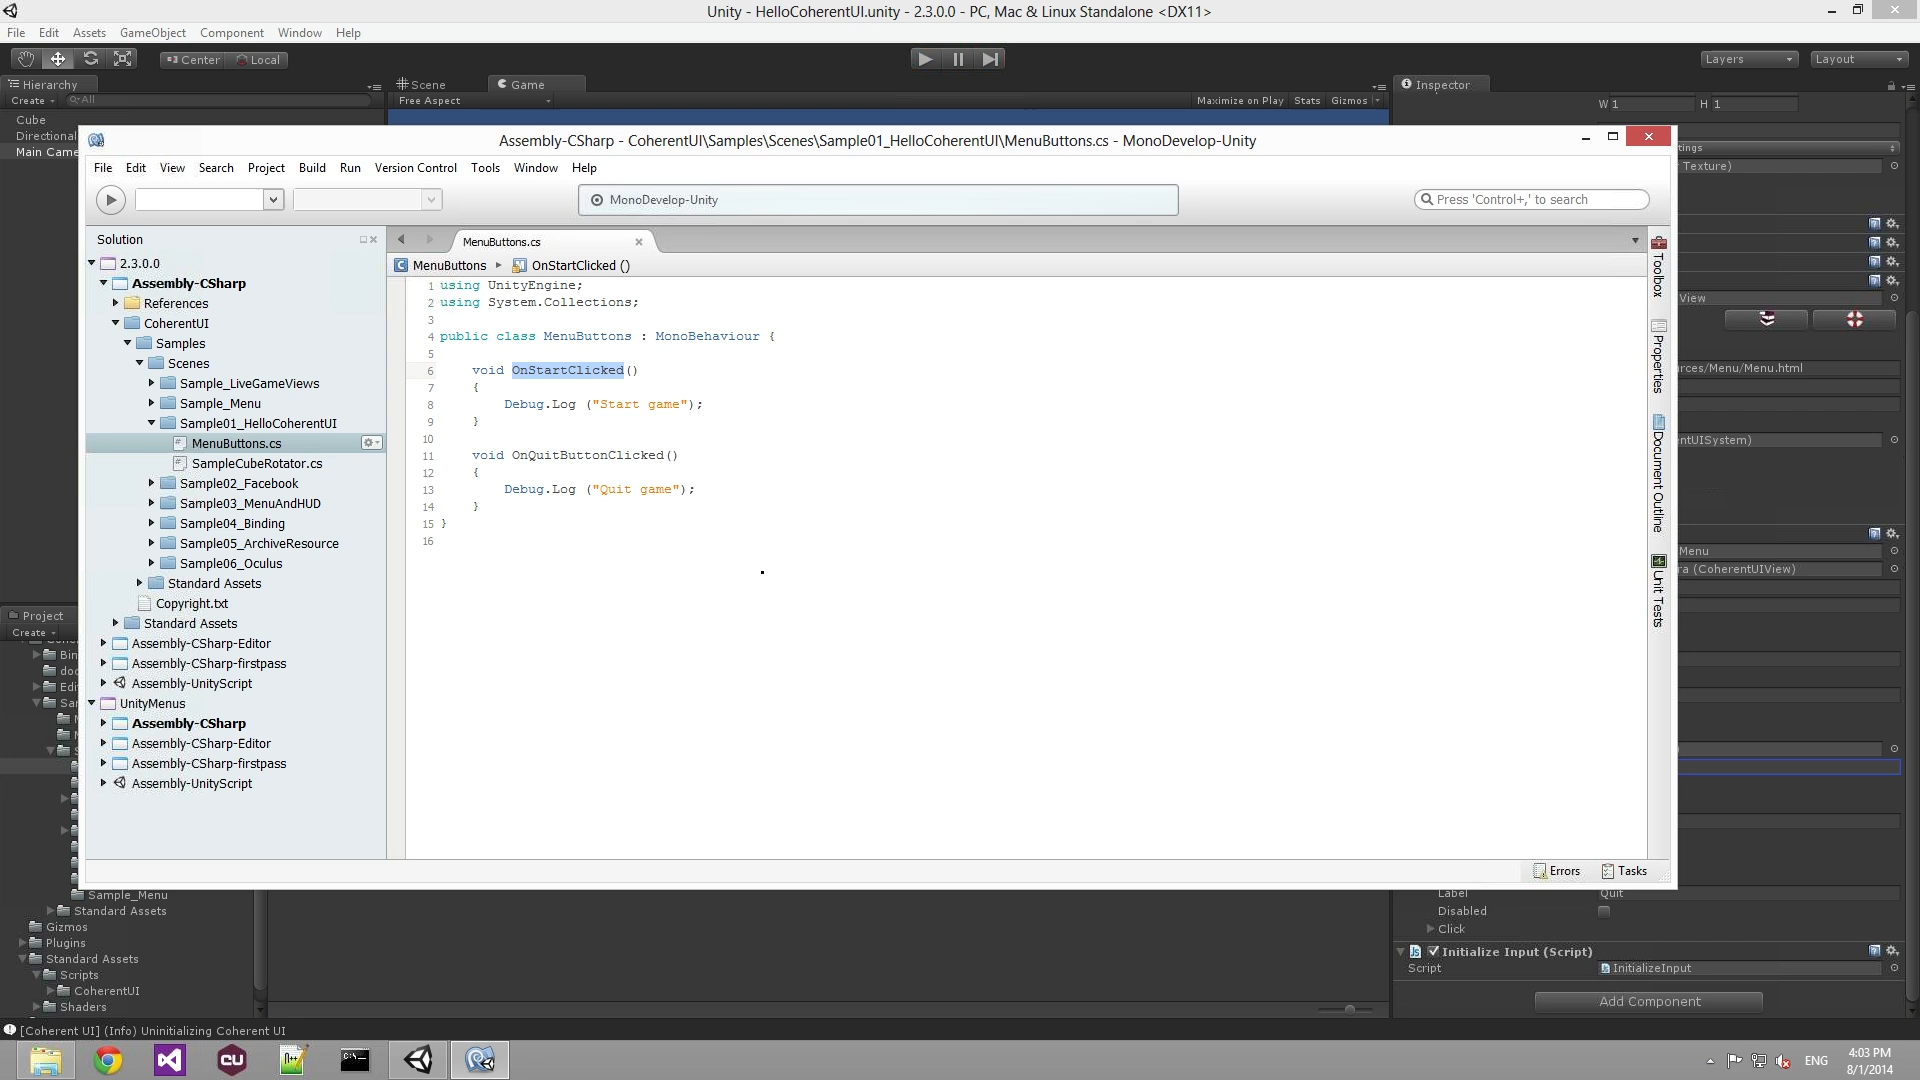 Unity - HelloCoherentUI.unity - 2.3.0.0 - PC, Mac & Linux Standalone <DX11>
File Edit Assets GameObject Component Window Help
Center Local
Layers
Layout
Hierarchy
Create
All
Cube
Directional
Main Came
Scene
Game
Free Aspect
Maximize on Play Stats Gizmos
Inspector
W 1 H 1
tings
Texture)
View
rces/Menu/Menu.html
ntUISystem)
Menu
ra (CoherentUIView)
Assembly-CSharp - CoherentUI\Samples\Scenes\Sample01_HelloCoherentUI\MenuButtons.cs - MonoDevelop-Unity
File Edit View Search Project Build Run Version Control Tools Window Help
MonoDevelop-Unity
Press 'Control+,' to search
Solution
2.3.0.0
Assembly-CSharp
References
CoherentUI
Samples
Scenes
Sample_LiveGameViews
Sample_Menu
Sample01_HelloCoherentUI
MenuButtons.cs
SampleCubeRotator.cs
Sample02_Facebook
Sample03_MenuAndHUD
Sample04_Binding
Sample05_ArchiveResource
Sample06_Oculus
Standard Assets
Copyright.txt
Standard Assets
Assembly-CSharp-Editor
Assembly-CSharp-firstpass
Assembly-UnityScript
UnityMenus
Assembly-CSharp
Assembly-CSharp-Editor
Assembly-CSharp-firstpass
Assembly-UnityScript
MenuButtons.cs
MenuButtons OnStartClicked ()
1 using UnityEngine;
2 using System.Collections;
3
4 public class MenuButtons : MonoBehaviour {
5
6 void OnStartClicked()
7 {
8 Debug.Log ("Start game");
9 }
10
11 void OnQuitButtonClicked()
12 {
13 Debug.Log ("Quit game");
14 }
15 }
16
Toolbox
Properties
Document Outline
Unit Tests
Errors
Tasks
Project
Create
Bin
doc
Edi
Sar
Sample_Menu
Standard Assets
Gizmos
Plugins
Standard Assets
Scripts
CoherentUI
Shaders
Label Quit
Disabled
Click
Initialize Input (Script)
Script InitializeInput
Add Component
[Coherent UI] (Info) Uninitializing Coherent UI
ENG
4:03 PM
8/1/2014